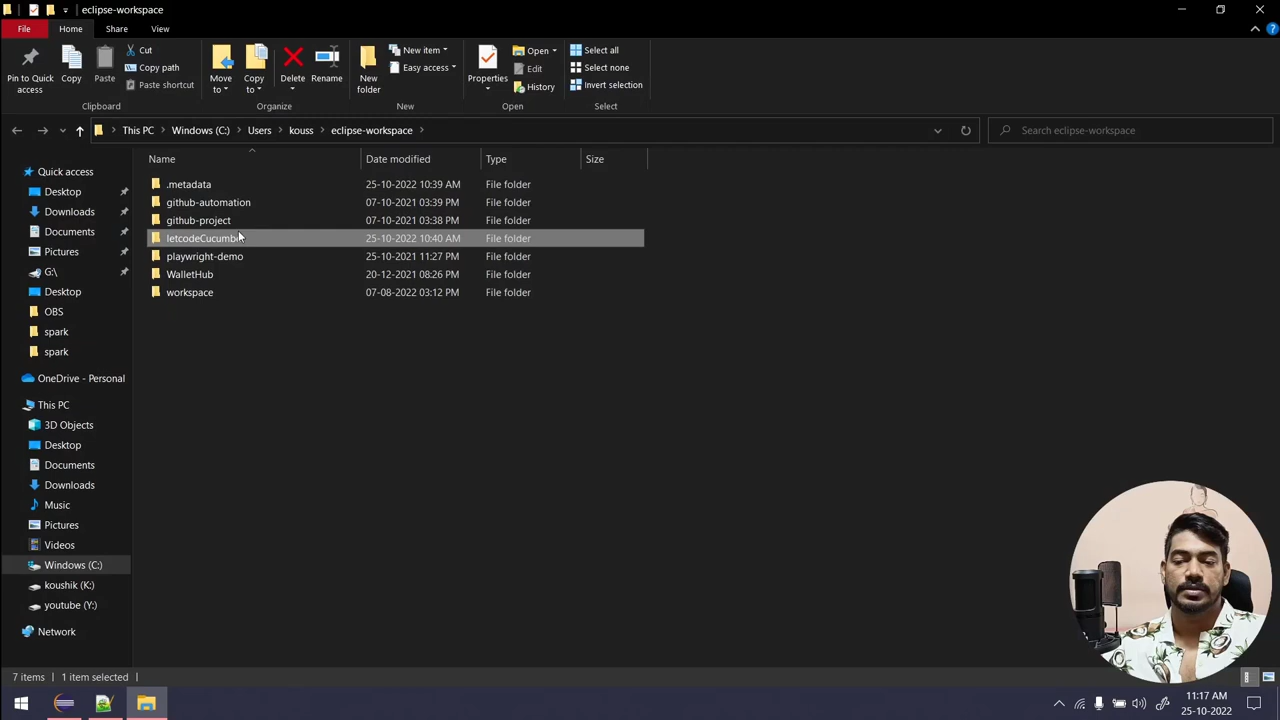 eclipse-workspace
File
Home
Share
View
Pin to Quick access
Copy
Paste
Cut
Copy path
Paste shortcut
Clipboard
Move to
Copy to
Delete
Rename
Organize
New folder
New item
Easy access
New
Properties
Open
Edit
History
Open
Select all
Select none
Invert selection
Select
This PC > Windows (C:) > Users > kouss > eclipse-workspace >
Search eclipse-workspace
Name Date modified Type Size
.metadata 25-10-2022 10:39 AM File folder
github-automation 07-10-2021 03:39 PM File folder
github-project 07-10-2021 03:38 PM File folder
25-10-2022 10:40 AM File folder
playwright-demo 25-10-2021 11:27 PM File folder
WalletHub 20-12-2021 08:26 PM File folder
workspace 07-08-2022 03:12 PM File folder
Quick access
Desktop
Downloads
Documents
Pictures
G:\
Desktop
OBS
spark
spark
OneDrive - Personal
This PC
3D Objects
Desktop
Documents
Downloads
Music
Pictures
Videos
Windows (C:)
koushik (K:)
youtube (Y:)
Network
7 items 1 item selected
11:17 AM
25-10-2022